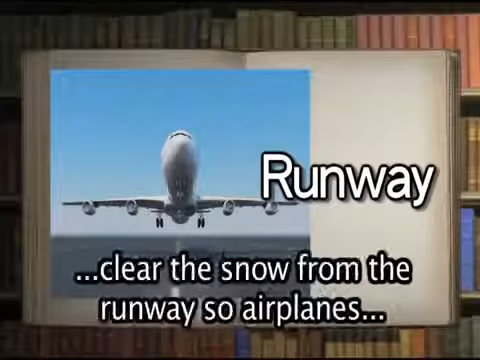 Runway
...clear the snow from the
runway so airplanes...